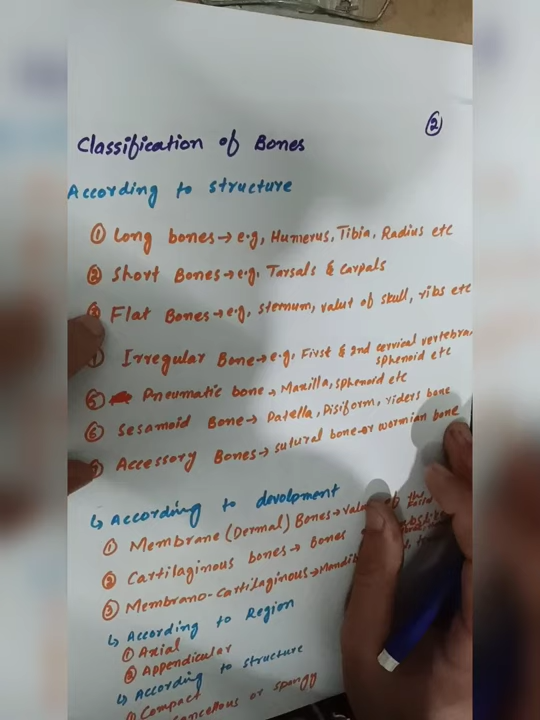 ②
Classification of Bones
According to structure
① Long bones → e.g, Humerus, Tibia, Radius etc
② Short Bones → e.g. Tarsals & Carpals
Flat Bones → e.g, sternum, valut of skull, ribs etc
Irregular Bone → e.g, First & 2nd cervical vertebra,
sphenoid etc
⑤ Pneumatic bone → Maxilla, sphenoid etc
⑥ Sesamoid Bone → Patella, Pisiform, riders bone
Accessory Bones → sutural bone or wormian bone
↳ According to devolpment
① Membrane (Dermal) Bones →
② Cartilaginous bones → Bones
③ Membrano-cartilaginous →
↳ According to Region
① Axial
② Appendicular
↳ According to structure
① Compact
Cancellous or spongy